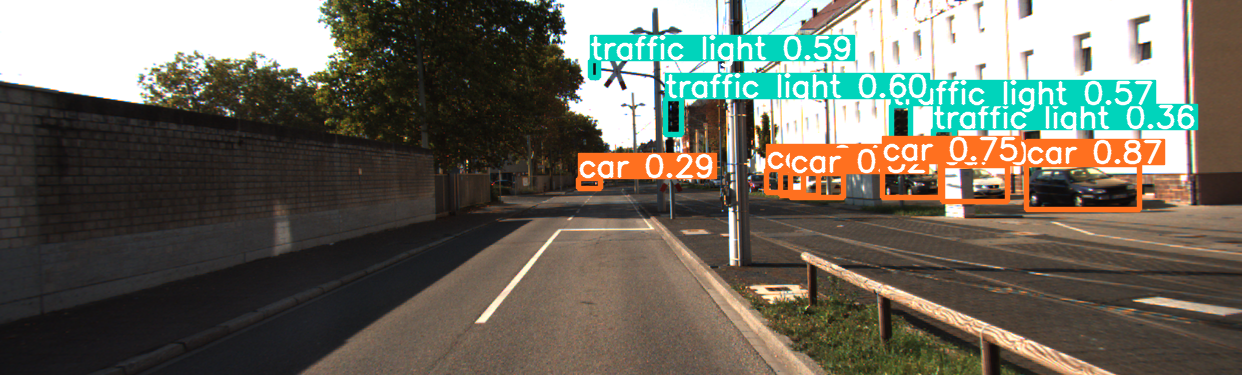 traffic light 0.59
traffic light 0.60
ffic light 0.57
traffic light 0.36
car 0.29
car 0.75
car 0.87